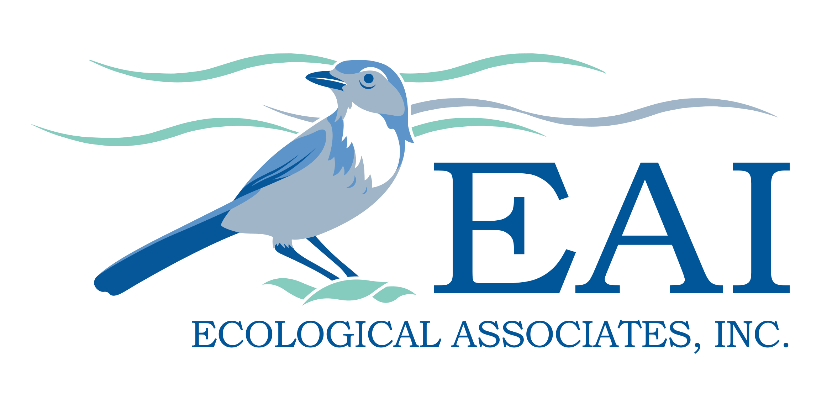 EAI
ECOLOGICAL ASSOCIATES, INC.